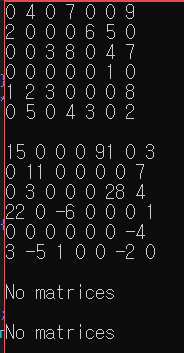 0 4 0 7 0 0 9
2 0 0 0 6 5 0
0 0 3 8 0 4 7
0 0 0 0 0 1 0
1 2 3 0 0 0 8
0 5 0 4 3 0 2
15 0 0 0 91 0 3
0 11 0 0 0 0 7
0 3 0 0 0 28 4
22 0 -6 0 0 0 1
0 0 0 0 0 0 -4
3 -5 1 0 0 -2 0
No matrices
No matrices